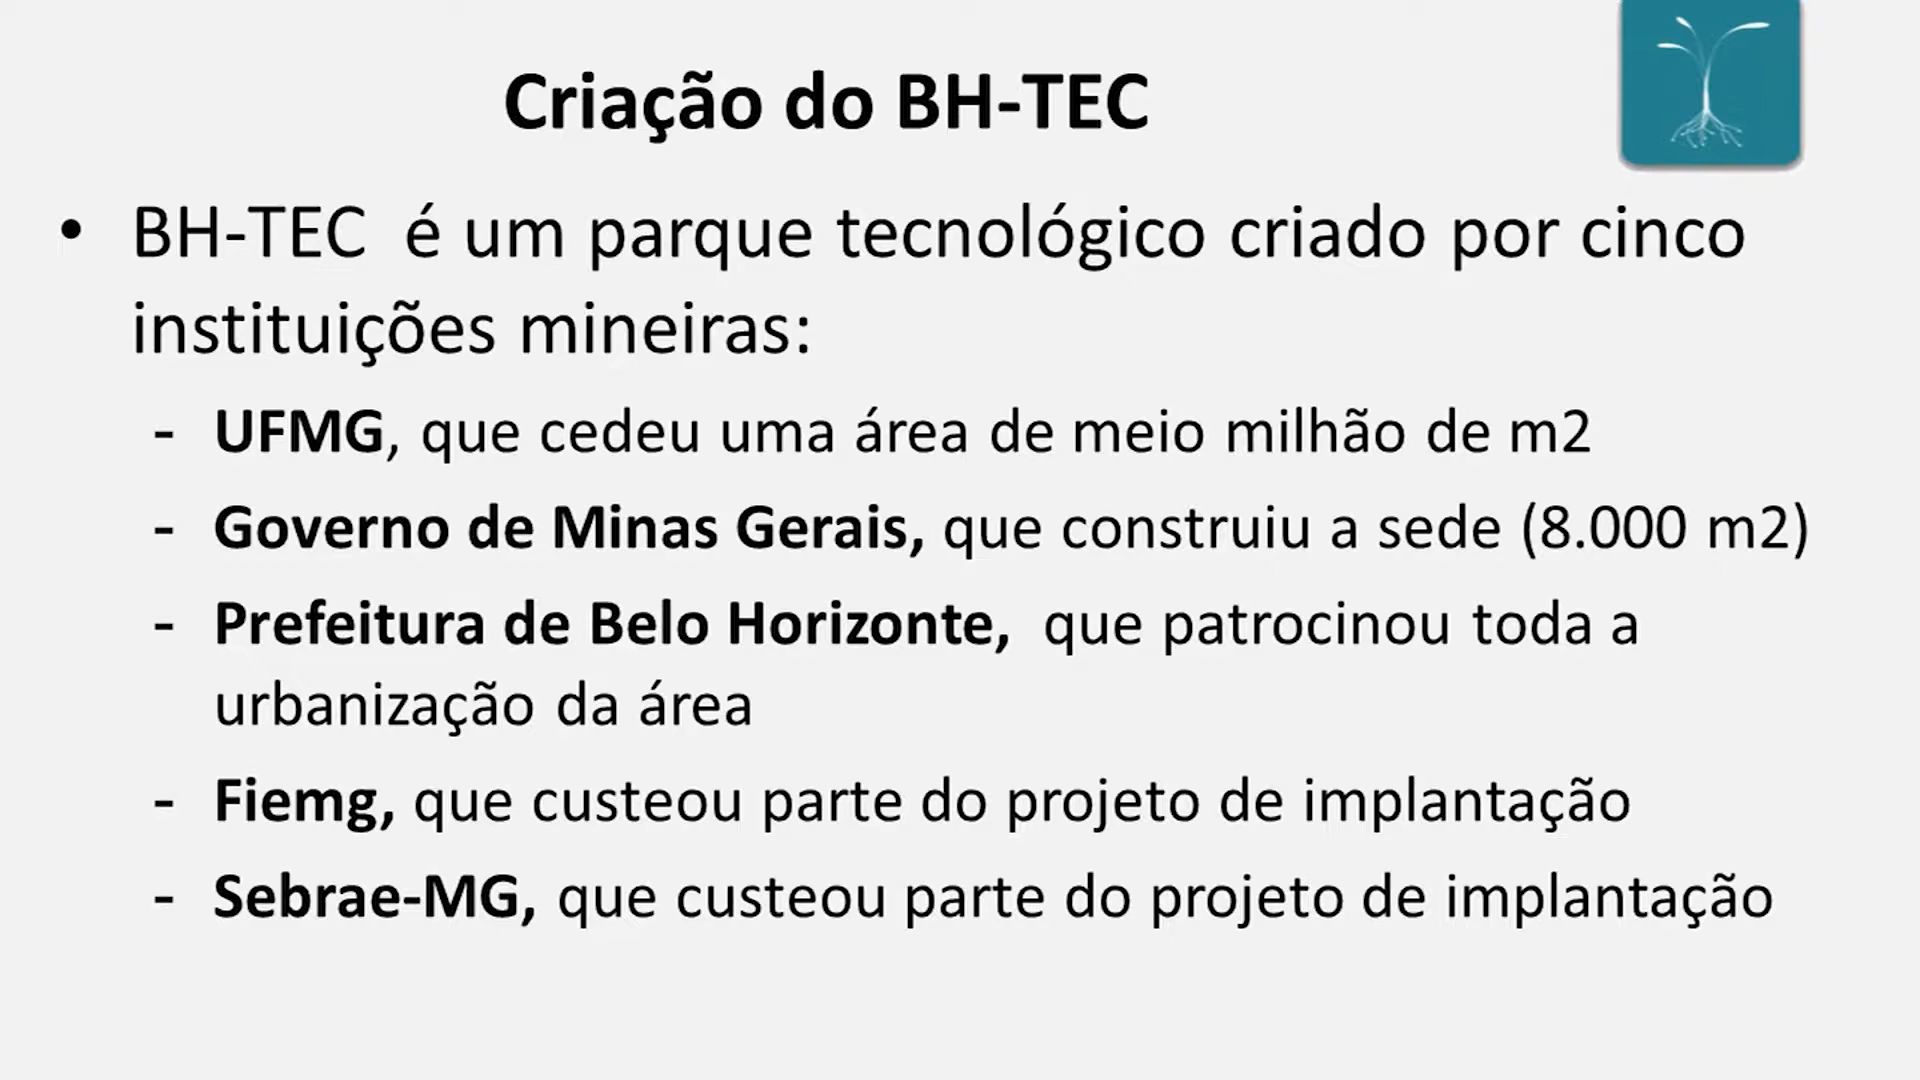 Criação do BH-TEC
• BH-TEC é um parque tecnológico criado por cinco
instituições mineiras:
- UFMG, que cedeu uma área de meio milhão de m2
- Governo de Minas Gerais, que construiu a sede (8.000 m2)
- Prefeitura de Belo Horizonte, que patrocinou toda a
urbanização da área
- Fiemg, que custeou parte do projeto de implantação
- Sebrae-MG, que custeou parte do projeto de implantação